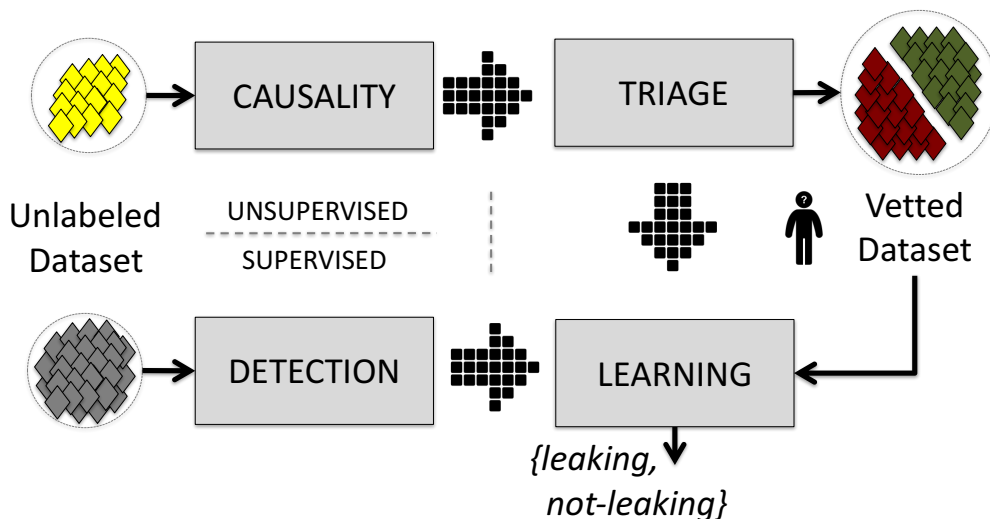 CAUSALITY
TRIAGE
Unlabeled
Dataset
UNSUPERVISED
SUPERVISED
?
Vetted
Dataset
DETECTION
LEARNING
{leaking,
not-leaking}